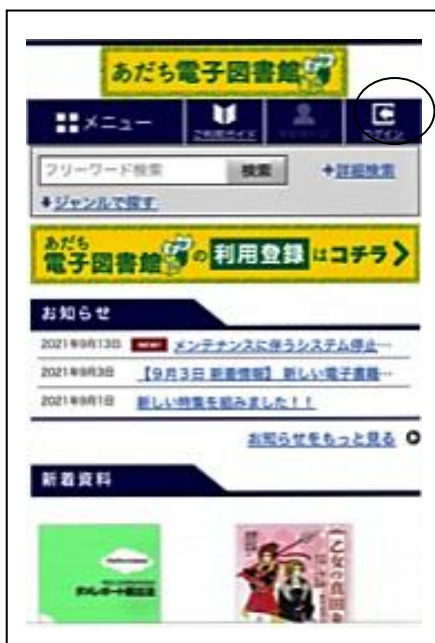 あだち電子図書館
メニュー
ご利用ガイド
ログイン
フリーワード検索
検索
+詳細検索
ジャンルで探す
あだち
電子図書館の利用登録はコチラ
お知らせ
2021年9月13日 NEW! メンテナンスに伴うシステム停止…
2021年9月3日 【9月3日 新着情報】 新しい電子書籍…
2021年9月1日 新しい特集を組みました！！
お知らせをもっと見る
新着資料
乙女の真田丸